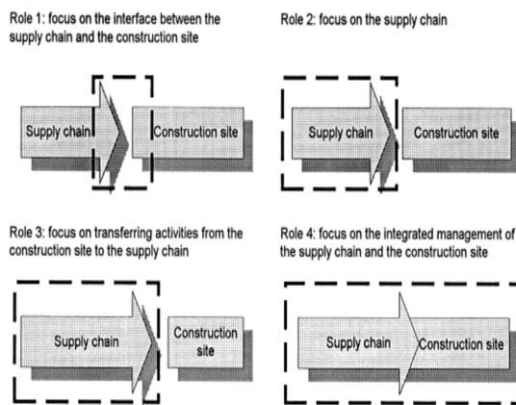 Role 1: focus on the interface between the
supply chain and the construction site
Supply chain
Construction site
Role 2: focus on the supply chain
Supply chain
Construction site
Role 3: focus on transferring activities from the
construction site to the supply chain
Supply chain
Construction
site
Role 4: focus on the integrated management of
the supply chain and the construction site
Supply chain
Construction site